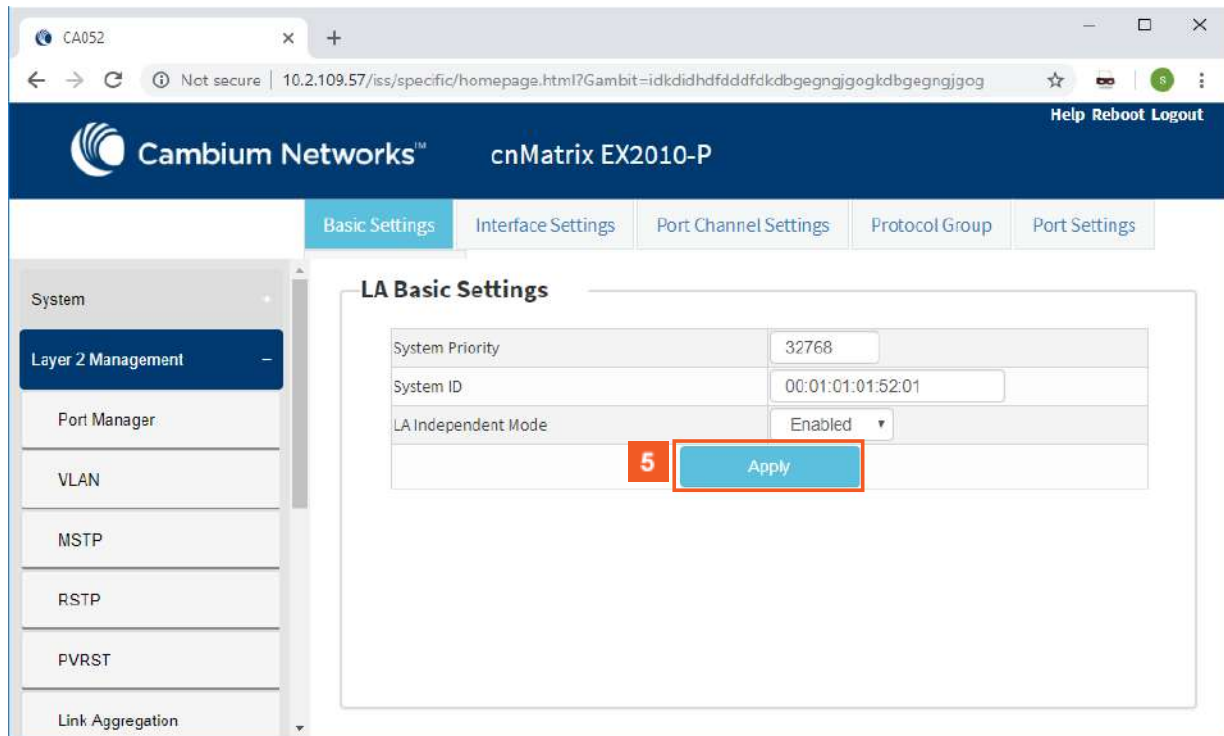 CA052
Not secure | 10.2.109.57/iss/specific/homepage.html?Gambit=idkdidhdfdddfdkdbgegngjgogkdbgegngjgog
S
Help Reboot Logout
Cambium Networks™ cnMatrix EX2010-P
Basic Settings Interface Settings Port Channel Settings Protocol Group Port Settings
System
LA Basic Settings
Layer 2 Management
System Priority 32768
System ID 00:01:01:01:52:01
LA Independent Mode Enabled
Port Manager
5 Apply
VLAN
MSTP
RSTP
PVRST
Link Aggregation